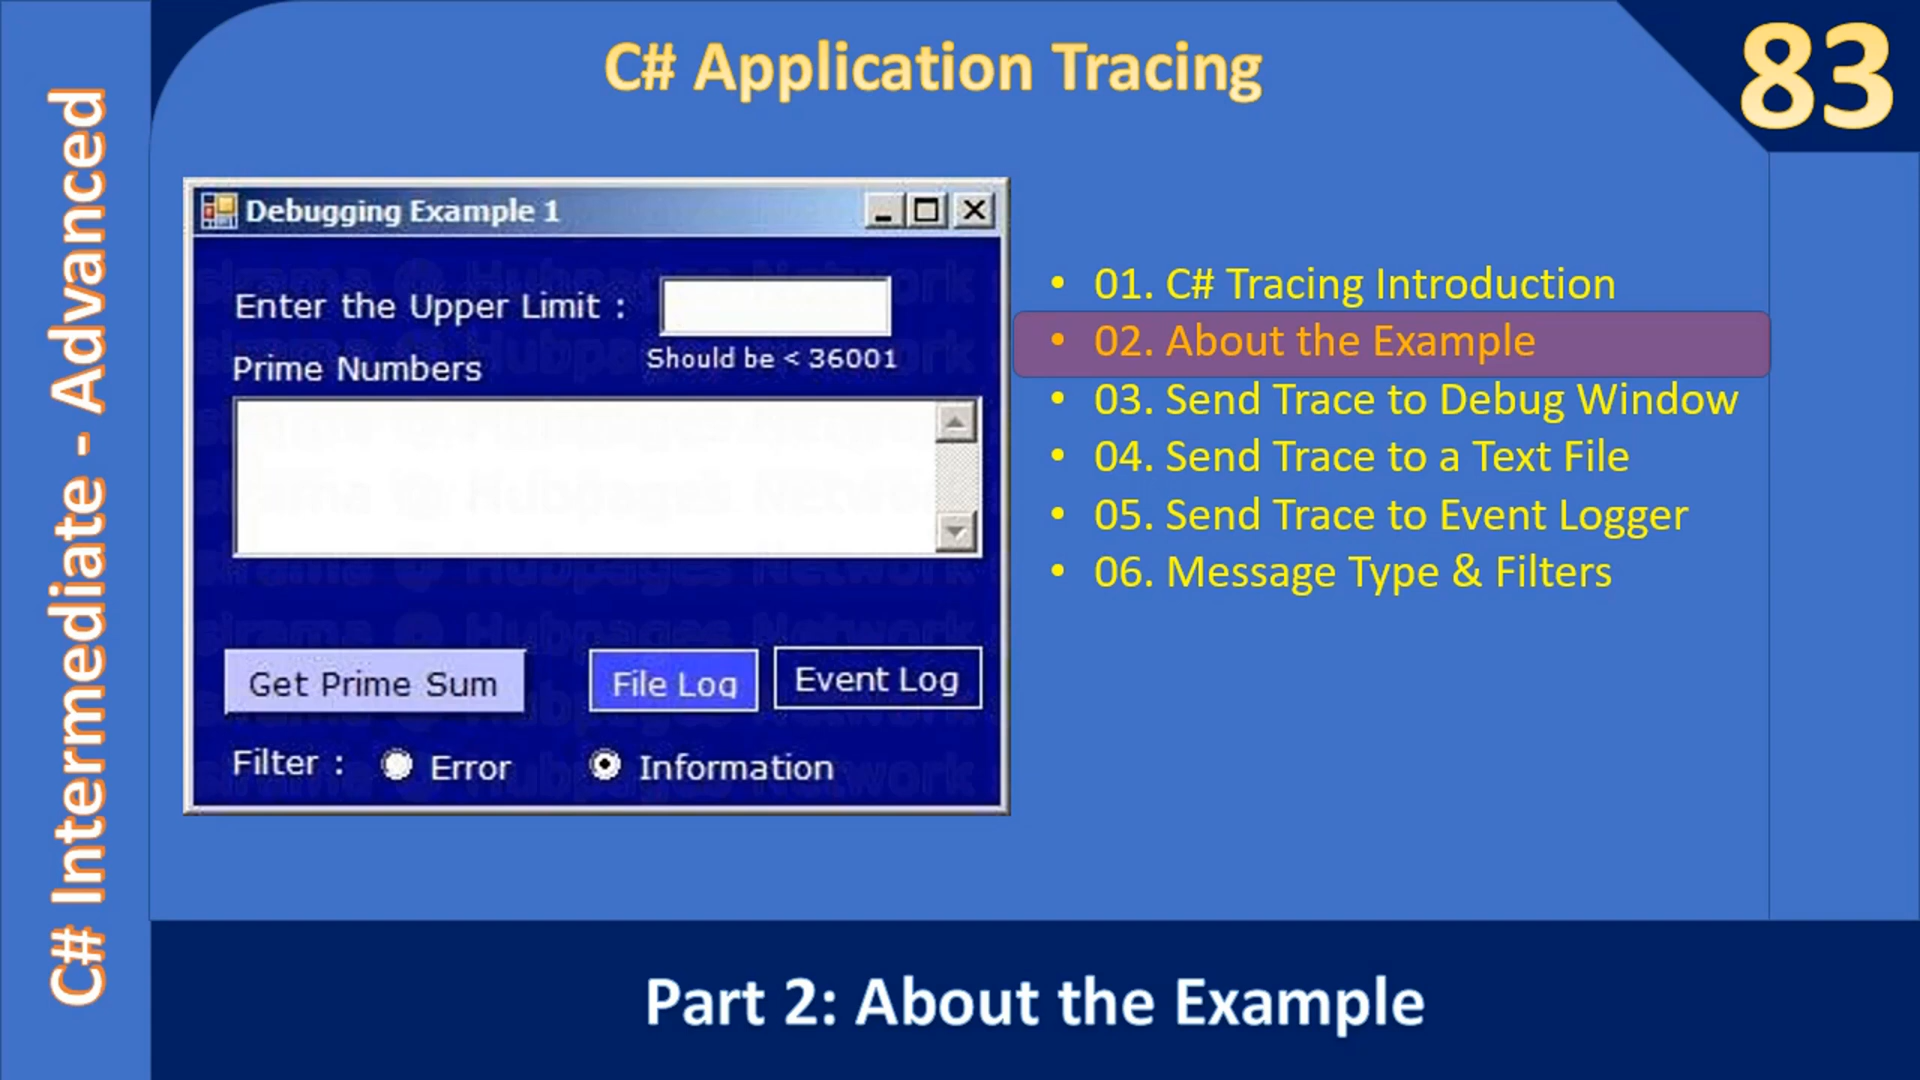 C# Application Tracing
83
C# Intermediate - Advanced
Debugging Example 1
Enter the Upper Limit :
Should be < 36001
Prime Numbers
Get Prime Sum
File Log
Event Log
Filter :
Error
Information
• 01. C# Tracing Introduction
• 02. About the Example
• 03. Send Trace to Debug Window
• 04. Send Trace to a Text File
• 05. Send Trace to Event Logger
• 06. Message Type & Filters
Part 2: About the Example